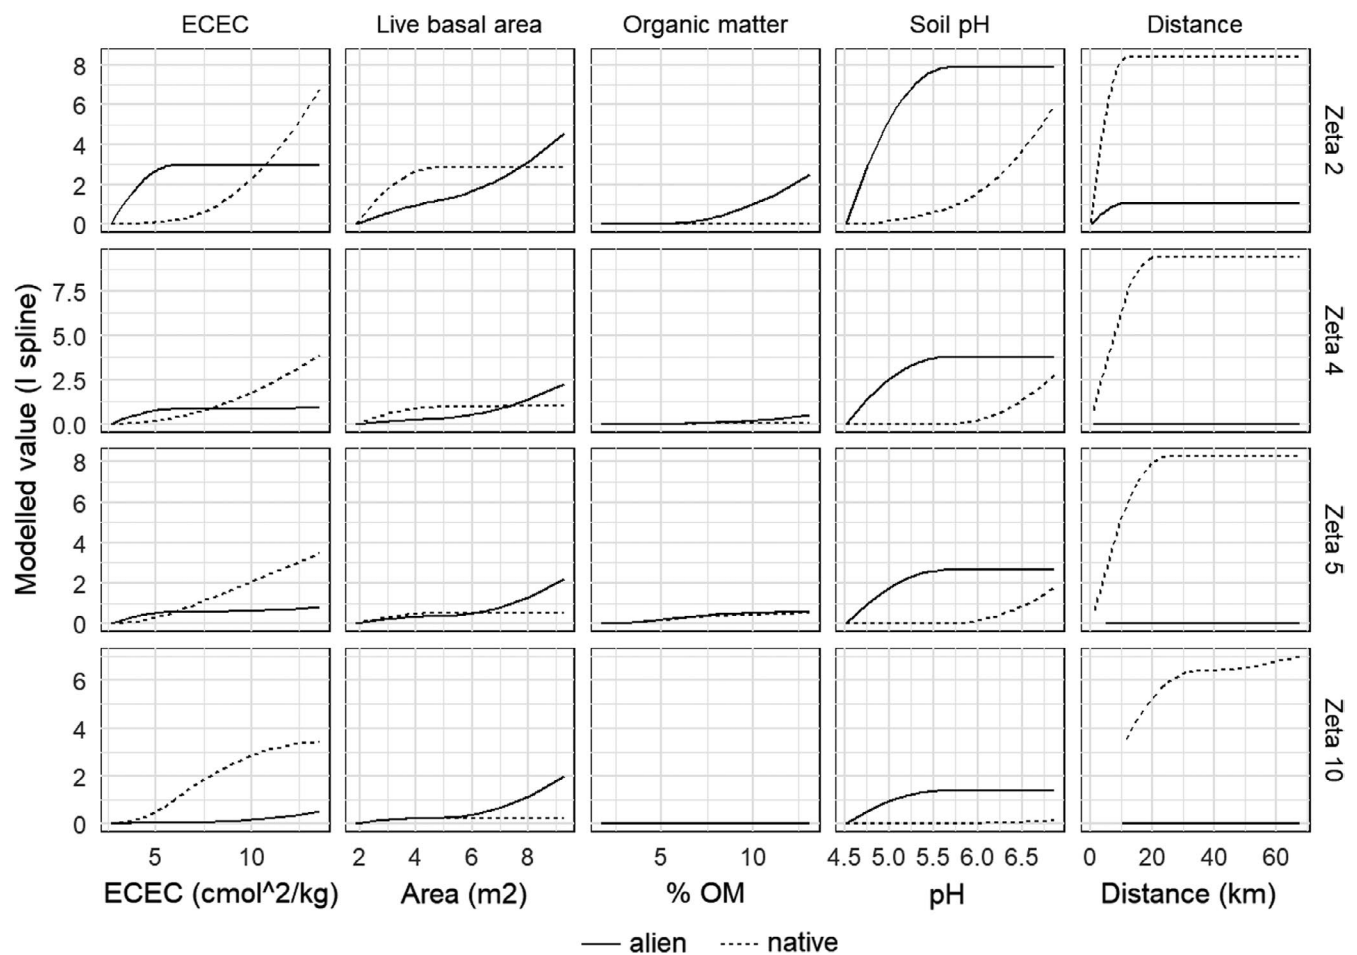 ECEC Live basal area Organic matter Soil pH Distance
Modelled value (I spline)
8
6
4
2
0
Zeta 2
7.5
5.0
2.5
0.0
Zeta 4
8
6
4
2
0
Zeta 5
6
4
2
0
Zeta 10
5 10 2 4 6 8 5 10 4.5 5.0 5.5 6.0 6.5 0 20 40 60
ECEC (cmol^2/kg) Area (m2) % OM pH Distance (km)
alien native